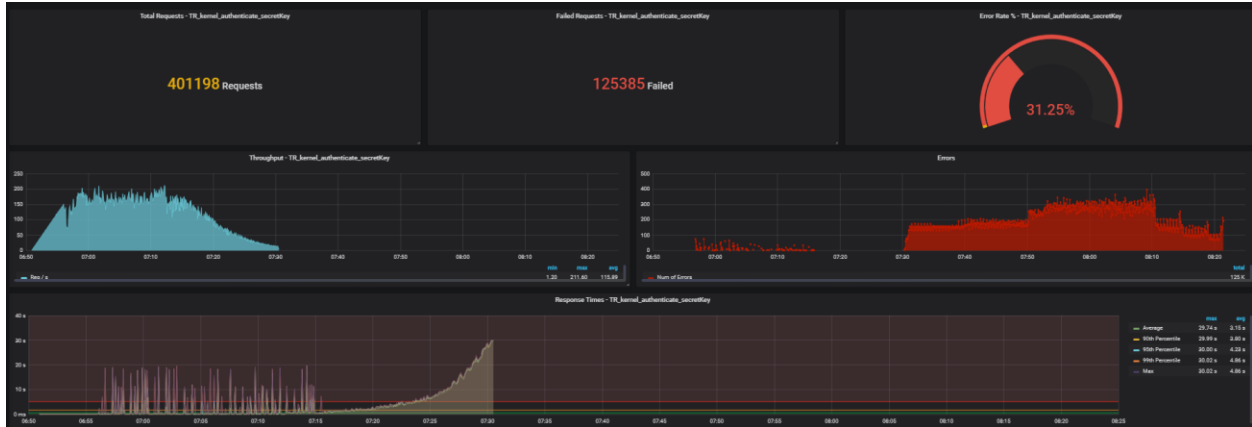 Total Requests - TR_kernel_authenticate_secretKey
Failed Requests - TR_kernel_authenticate_secretKey
Error Rate % - TR_kernel_authenticate_secretKey
401198 Requests
125385 Failed
31.25%
Throughput - TR_kernel_authenticate_secretKey
250
200
150
100
50
0
06:50 07:00 07:10 07:20 07:30 07:40 07:50 08:00 08:10 08:20
min max avg
Req / s 1.20 211.60 115.89
Errors
500
400
300
200
100
0
06:50 07:00 07:10 07:20 07:30 07:40 07:50 08:00 08:10 08:20
total
Num of Errors 125 K
Response Times - TR_kernel_authenticate_secretKey
40 s
30 s
20 s
10 s
0 ms
06:50 06:55 07:00 07:05 07:10 07:15 07:20 07:25 07:30 07:35 07:40 07:45 07:50 07:55 08:00 08:05 08:10 08:15 08:20 08:25
max avg
Average 29.74 s 3.15 s
90th Percentile 29.99 s 3.80 s
95th Percentile 30.00 s 4.23 s
99th Percentile 30.02 s 4.86 s
Max 30.02 s 4.86 s